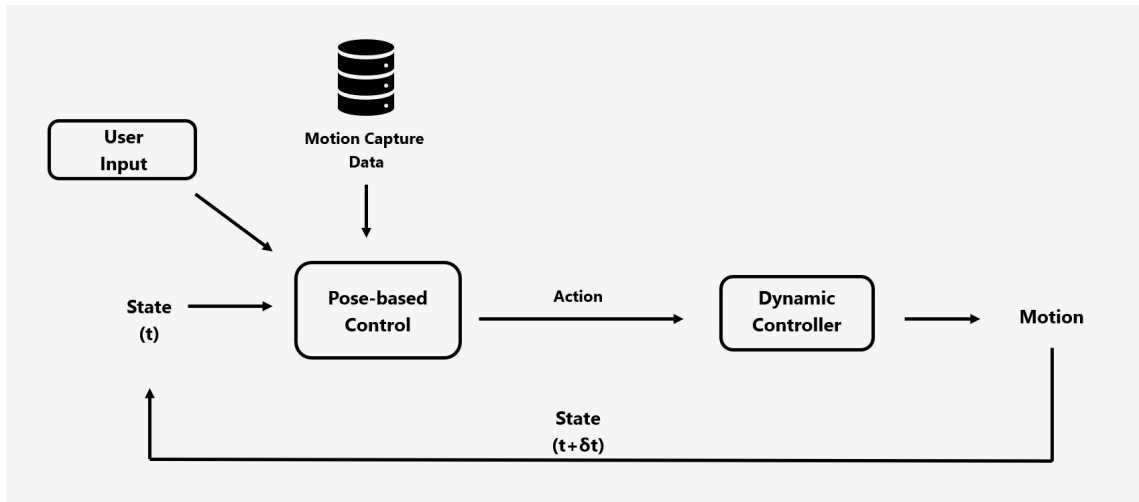 User
Input
Motion Capture
Data
State
(t)
Pose-based
Control
Action
Dynamic
Controller
Motion
State
(t+δt)